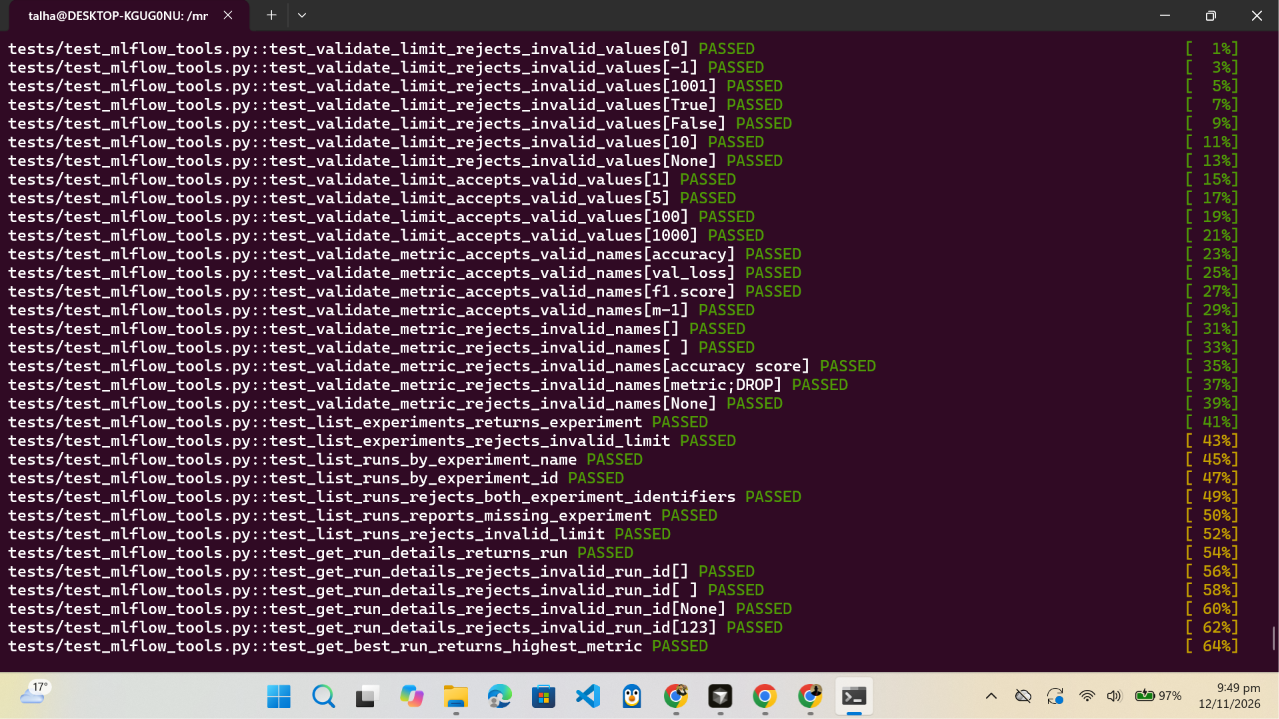 talha@DESKTOP-KGUG0NU: /mr
tests/test_mlflow_tools.py::test_validate_limit_rejects_invalid_values[0] PASSED [  1%]
tests/test_mlflow_tools.py::test_validate_limit_rejects_invalid_values[-1] PASSED [  3%]
tests/test_mlflow_tools.py::test_validate_limit_rejects_invalid_values[1001] PASSED [  5%]
tests/test_mlflow_tools.py::test_validate_limit_rejects_invalid_values[True] PASSED [  7%]
tests/test_mlflow_tools.py::test_validate_limit_rejects_invalid_values[False] PASSED [  9%]
tests/test_mlflow_tools.py::test_validate_limit_rejects_invalid_values[10] PASSED [ 11%]
tests/test_mlflow_tools.py::test_validate_limit_rejects_invalid_values[None] PASSED [ 13%]
tests/test_mlflow_tools.py::test_validate_limit_accepts_valid_values[1] PASSED [ 15%]
tests/test_mlflow_tools.py::test_validate_limit_accepts_valid_values[5] PASSED [ 17%]
tests/test_mlflow_tools.py::test_validate_limit_accepts_valid_values[100] PASSED [ 19%]
tests/test_mlflow_tools.py::test_validate_limit_accepts_valid_values[1000] PASSED [ 21%]
tests/test_mlflow_tools.py::test_validate_metric_accepts_valid_names[accuracy] PASSED [ 23%]
tests/test_mlflow_tools.py::test_validate_metric_accepts_valid_names[val_loss] PASSED [ 25%]
tests/test_mlflow_tools.py::test_validate_metric_accepts_valid_names[f1.score] PASSED [ 27%]
tests/test_mlflow_tools.py::test_validate_metric_accepts_valid_names[m-1] PASSED [ 29%]
tests/test_mlflow_tools.py::test_validate_metric_rejects_invalid_names[] PASSED [ 31%]
tests/test_mlflow_tools.py::test_validate_metric_rejects_invalid_names[ ] PASSED [ 33%]
tests/test_mlflow_tools.py::test_validate_metric_rejects_invalid_names[accuracy score] PASSED [ 35%]
tests/test_mlflow_tools.py::test_validate_metric_rejects_invalid_names[metric;DROP] PASSED [ 37%]
tests/test_mlflow_tools.py::test_validate_metric_rejects_invalid_names[None] PASSED [ 39%]
tests/test_mlflow_tools.py::test_list_experiments_returns_experiment PASSED [ 41%]
tests/test_mlflow_tools.py::test_list_experiments_rejects_invalid_limit PASSED [ 43%]
tests/test_mlflow_tools.py::test_list_runs_by_experiment_name PASSED [ 45%]
tests/test_mlflow_tools.py::test_list_runs_by_experiment_id PASSED [ 47%]
tests/test_mlflow_tools.py::test_list_runs_rejects_both_experiment_identifiers PASSED [ 49%]
tests/test_mlflow_tools.py::test_list_runs_reports_missing_experiment PASSED [ 50%]
tests/test_mlflow_tools.py::test_list_runs_rejects_invalid_limit PASSED [ 52%]
tests/test_mlflow_tools.py::test_get_run_details_returns_run PASSED [ 54%]
tests/test_mlflow_tools.py::test_get_run_details_rejects_invalid_run_id[] PASSED [ 56%]
tests/test_mlflow_tools.py::test_get_run_details_rejects_invalid_run_id[ ] PASSED [ 58%]
tests/test_mlflow_tools.py::test_get_run_details_rejects_invalid_run_id[None] PASSED [ 60%]
tests/test_mlflow_tools.py::test_get_run_details_rejects_invalid_run_id[123] PASSED [ 62%]
tests/test_mlflow_tools.py::test_get_best_run_returns_highest_metric PASSED [ 64%]
17°
97%
9:49 pm
12/11/2026